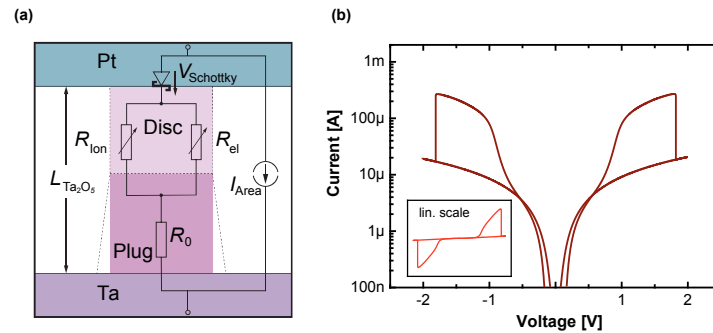 (a)
Pt
V_Schottky
Disc
R_Ion
R_el
L_Ta₂O₅
I_Area
R₀
Plug
Ta
(b)
1m
100µ
10µ
1µ
100n
Current [A]
lin. scale
-2 -1 0 1 2
Voltage [V]